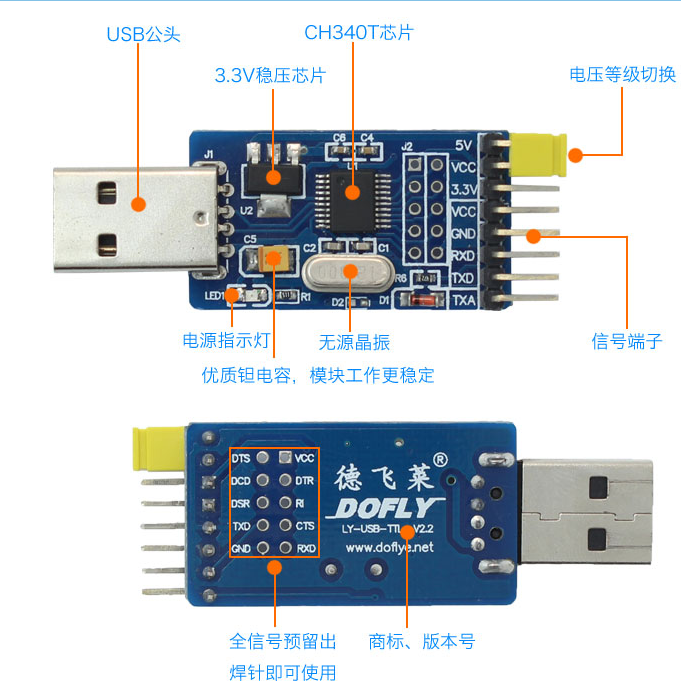 USB公头
CH340T芯片
3.3V稳压芯片
电压等级切换
J1
U2
C6
C4
J2
5V
VCC
3.3V
VCC
GND
RXD
TXD
TXA
C5
C2
C1
R6
LED1
R1
D2
D1
电源指示灯
无源晶振
信号端子
优质钽电容，模块工作更稳定
DTS
VCC
DCD
DTR
DSR
RI
TXD
CTS
GND
RXD
德飞莱®
DOFLY
V2.2
www.doflye.net
全信号预留出
焊针即可使用
商标、版本号